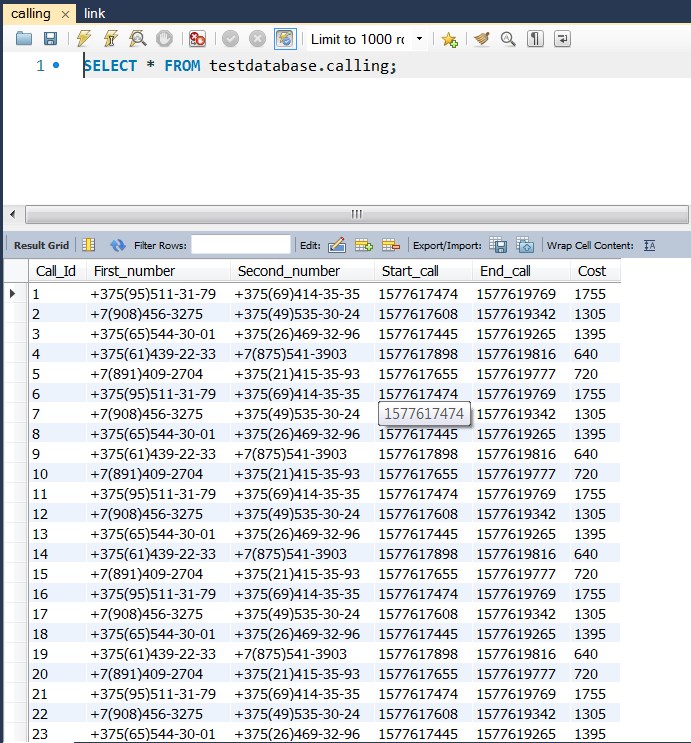 calling × link
Limit to 1000 rc
1 SELECT * FROM testdatabase.calling;
Result Grid Filter Rows: Edit: Export/Import: Wrap Cell Content: IA
Call_Id First_number Second_number Start_call End_call Cost
1 +375(95)511-31-79 +375(69)414-35-35 1577617474 1577619769 1755
2 +7(908)456-3275 +375(49)535-30-24 1577617608 1577619342 1305
3 +375(65)544-30-01 +375(26)469-32-96 1577617445 1577619265 1395
4 +375(61)439-22-33 +7(875)541-3903 1577617898 1577619816 640
5 +7(891)409-2704 +375(21)415-35-93 1577617655 1577619777 720
6 +375(95)511-31-79 +375(69)414-35-35 1577617474 1577619769 1755
7 +7(908)456-3275 +375(49)535-30-24 1577617474 1577619342 1305
8 +375(65)544-30-01 +375(26)469-32-96 1577617445 1577619265 1395
9 +375(61)439-22-33 +7(875)541-3903 1577617898 1577619816 640
10 +7(891)409-2704 +375(21)415-35-93 1577617655 1577619777 720
11 +375(95)511-31-79 +375(69)414-35-35 1577617474 1577619769 1755
12 +7(908)456-3275 +375(49)535-30-24 1577617608 1577619342 1305
13 +375(65)544-30-01 +375(26)469-32-96 1577617445 1577619265 1395
14 +375(61)439-22-33 +7(875)541-3903 1577617898 1577619816 640
15 +7(891)409-2704 +375(21)415-35-93 1577617655 1577619777 720
16 +375(95)511-31-79 +375(69)414-35-35 1577617474 1577619769 1755
17 +7(908)456-3275 +375(49)535-30-24 1577617608 1577619342 1305
18 +375(65)544-30-01 +375(26)469-32-96 1577617445 1577619265 1395
19 +375(61)439-22-33 +7(875)541-3903 1577617898 1577619816 640
20 +7(891)409-2704 +375(21)415-35-93 1577617655 1577619777 720
21 +375(95)511-31-79 +375(69)414-35-35 1577617474 1577619769 1755
22 +7(908)456-3275 +375(49)535-30-24 1577617608 1577619342 1305
23 +375(65)544-30-01 +375(26)469-32-96 1577617445 1577619265 1395